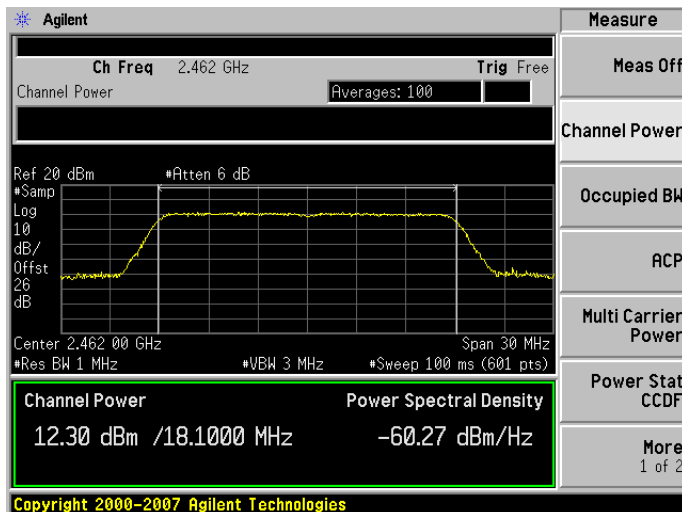 Agilent
Measure
Ch Freq 2.462 GHz Trig Free
Meas Off
Channel Power Averages: 100
Channel Power
Ref 20 dBm #Atten 6 dB
#Samp
Log
10
dB/
Offst
26
dB
Occupied BW
ACP
Multi Carrier
Power
Center 2.462 00 GHz Span 30 MHz
#Res BW 1 MHz #VBW 3 MHz #Sweep 100 ms (601 pts)
Power Stat
CCDF
Channel Power Power Spectral Density
12.30 dBm /18.1000 MHz -60.27 dBm/Hz
More
1 of 2
Copyright 2000-2007 Agilent Technologies